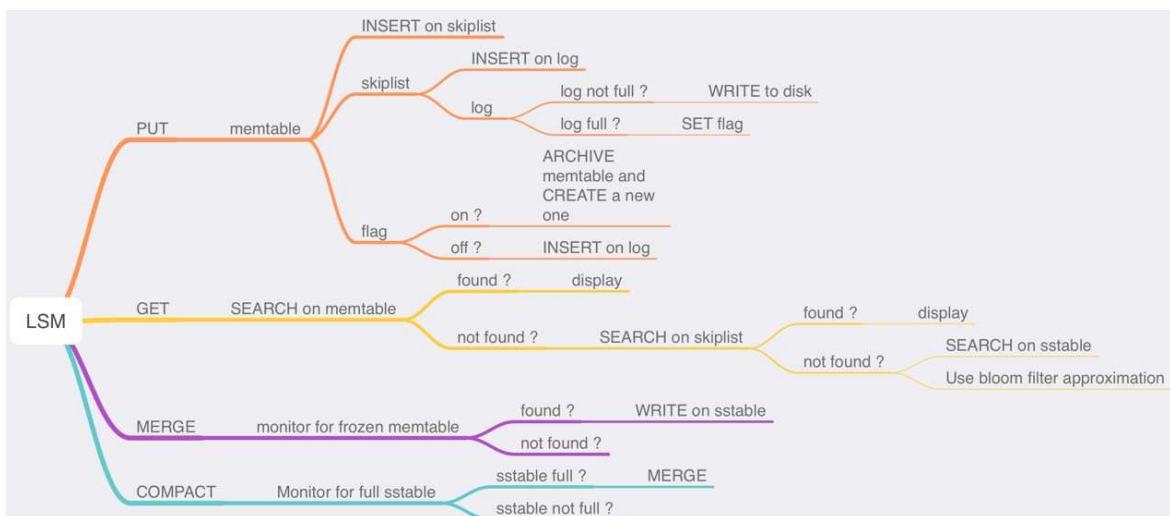 LSM
PUT
memtable
INSERT on skiplist
skiplist
INSERT on log
log
log not full ?
WRITE to disk
log full ?
SET flag
flag
on ?
ARCHIVE
memtable and
CREATE a new
one
off ?
INSERT on log
GET
SEARCH on memtable
found ?
display
not found ?
SEARCH on skiplist
found ?
display
not found ?
SEARCH on sstable
Use bloom filter approximation
MERGE
monitor for frozen memtable
found ?
WRITE on sstable
not found ?
COMPACT
Monitor for full sstable
sstable full ?
MERGE
sstable not full ?